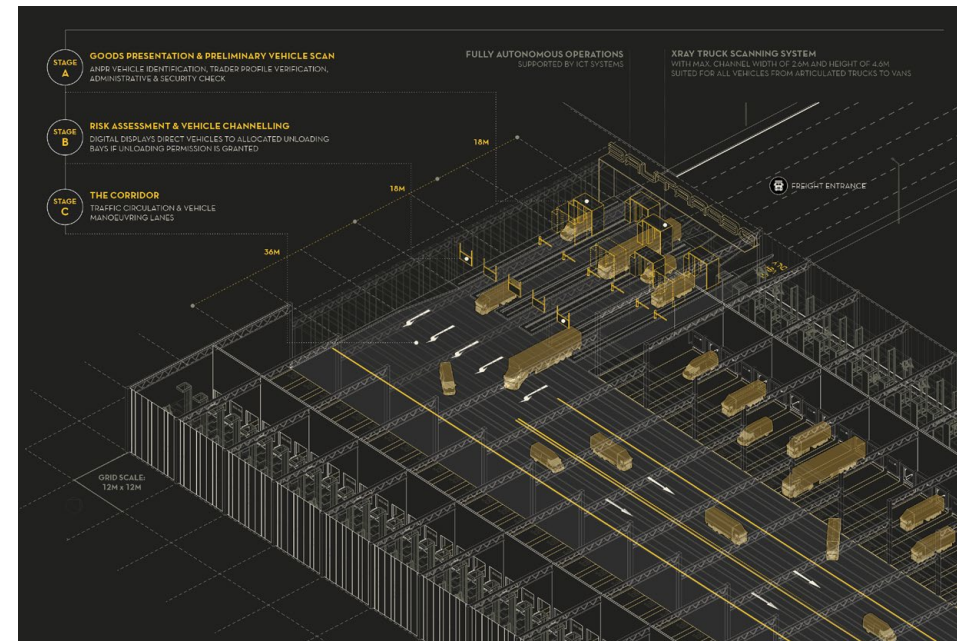 STAGE A
GOODS PRESENTATION & PRELIMINARY VEHICLE SCAN
ANPR VEHICLE IDENTIFICATION, TRADER PROFILE VERIFICATION,
ADMINISTRATIVE & SECURITY CHECK
STAGE B
RISK ASSESSMENT & VEHICLE CHANNELLING
DIGITAL DISPLAYS DIRECT VEHICLES TO ALLOCATED UNLOADING
BAYS IF UNLOADING PERMISSION IS GRANTED
STAGE C
THE CORRIDOR
TRAFFIC CIRCULATION & VEHICLE
MANOEUVRING LANES
FULLY AUTONOMOUS OPERATIONS
SUPPORTED BY ICT SYSTEMS
XRAY TRUCK SCANNING SYSTEM
WITH MAX. CHANNEL WIDTH OF 2.6M AND HEIGHT OF 4.6M
SUITED FOR ALL VEHICLES FROM ARTICULATED TRUCKS TO VANS
18M
18M
36M
FREIGHT ENTRANCE
GRID SCALE:
12M x 12M